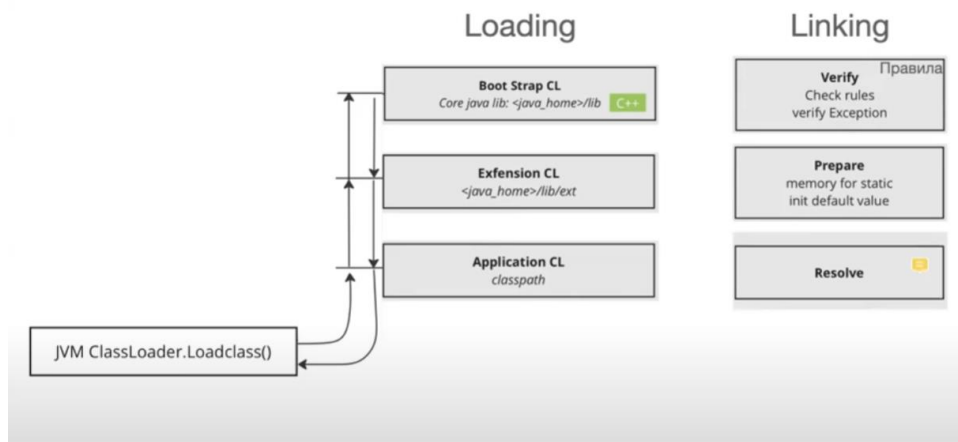 Loading
Boot Strap CL
Core java lib: <java_home>/lib
C++
Exfension CL
<java_home>/lib/ext
Application CL
classpath
JVM ClassLoader.Loadclass()
Linking
Правила
Verify
Check rules
verify Exception
Prepare
memory for static
init default value
Resolve